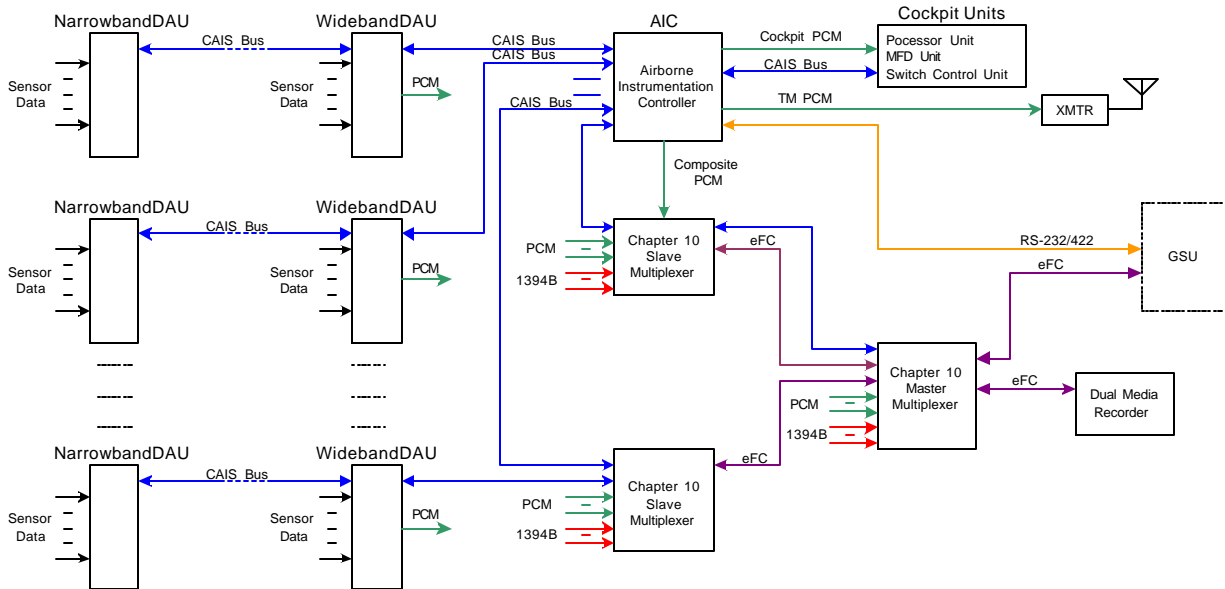 NarrowbandDAU
WidebandDAU
AIC
Cockpit Units
CAIS Bus
CAIS Bus
CAIS Bus
Cockpit PCM
Pocessor Unit
MFD Unit
Switch Control Unit
Sensor
Data
Sensor
Data
PCM
Airborne
Instrumentation
Controller
CAIS Bus
CAIS Bus
TM PCM
XMTR
Composite
PCM
NarrowbandDAU
WidebandDAU
CAIS Bus
Sensor
Data
Sensor
Data
PCM
PCM
1394B
Chapter 10
Slave
Multiplexer
eFC
RS-232/422
eFC
GSU
Chapter 10
Master
Multiplexer
PCM
1394B
eFC
Dual Media
Recorder
NarrowbandDAU
WidebandDAU
CAIS Bus
Sensor
Data
Sensor
Data
PCM
PCM
1394B
Chapter 10
Slave
Multiplexer
eFC